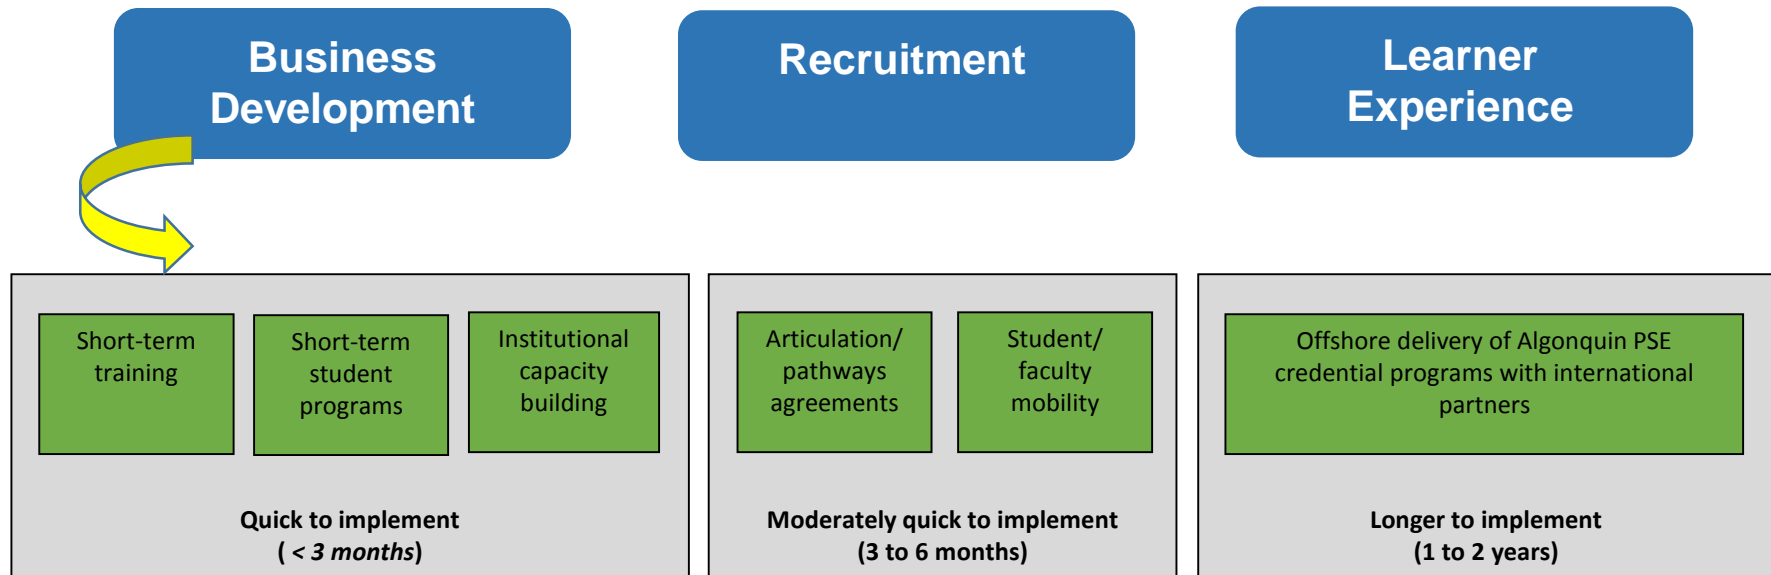 Business
Development
Recruitment
Learner
Experience
Short-term
training
Short-term
student
programs
Institutional
capacity
building
Quick to implement
( < 3 months)
Articulation/
pathways
agreements
Student/
faculty
mobility
Moderately quick to implement
(3 to 6 months)
Offshore delivery of Algonquin PSE
credential programs with international
partners
Longer to implement
(1 to 2 years)